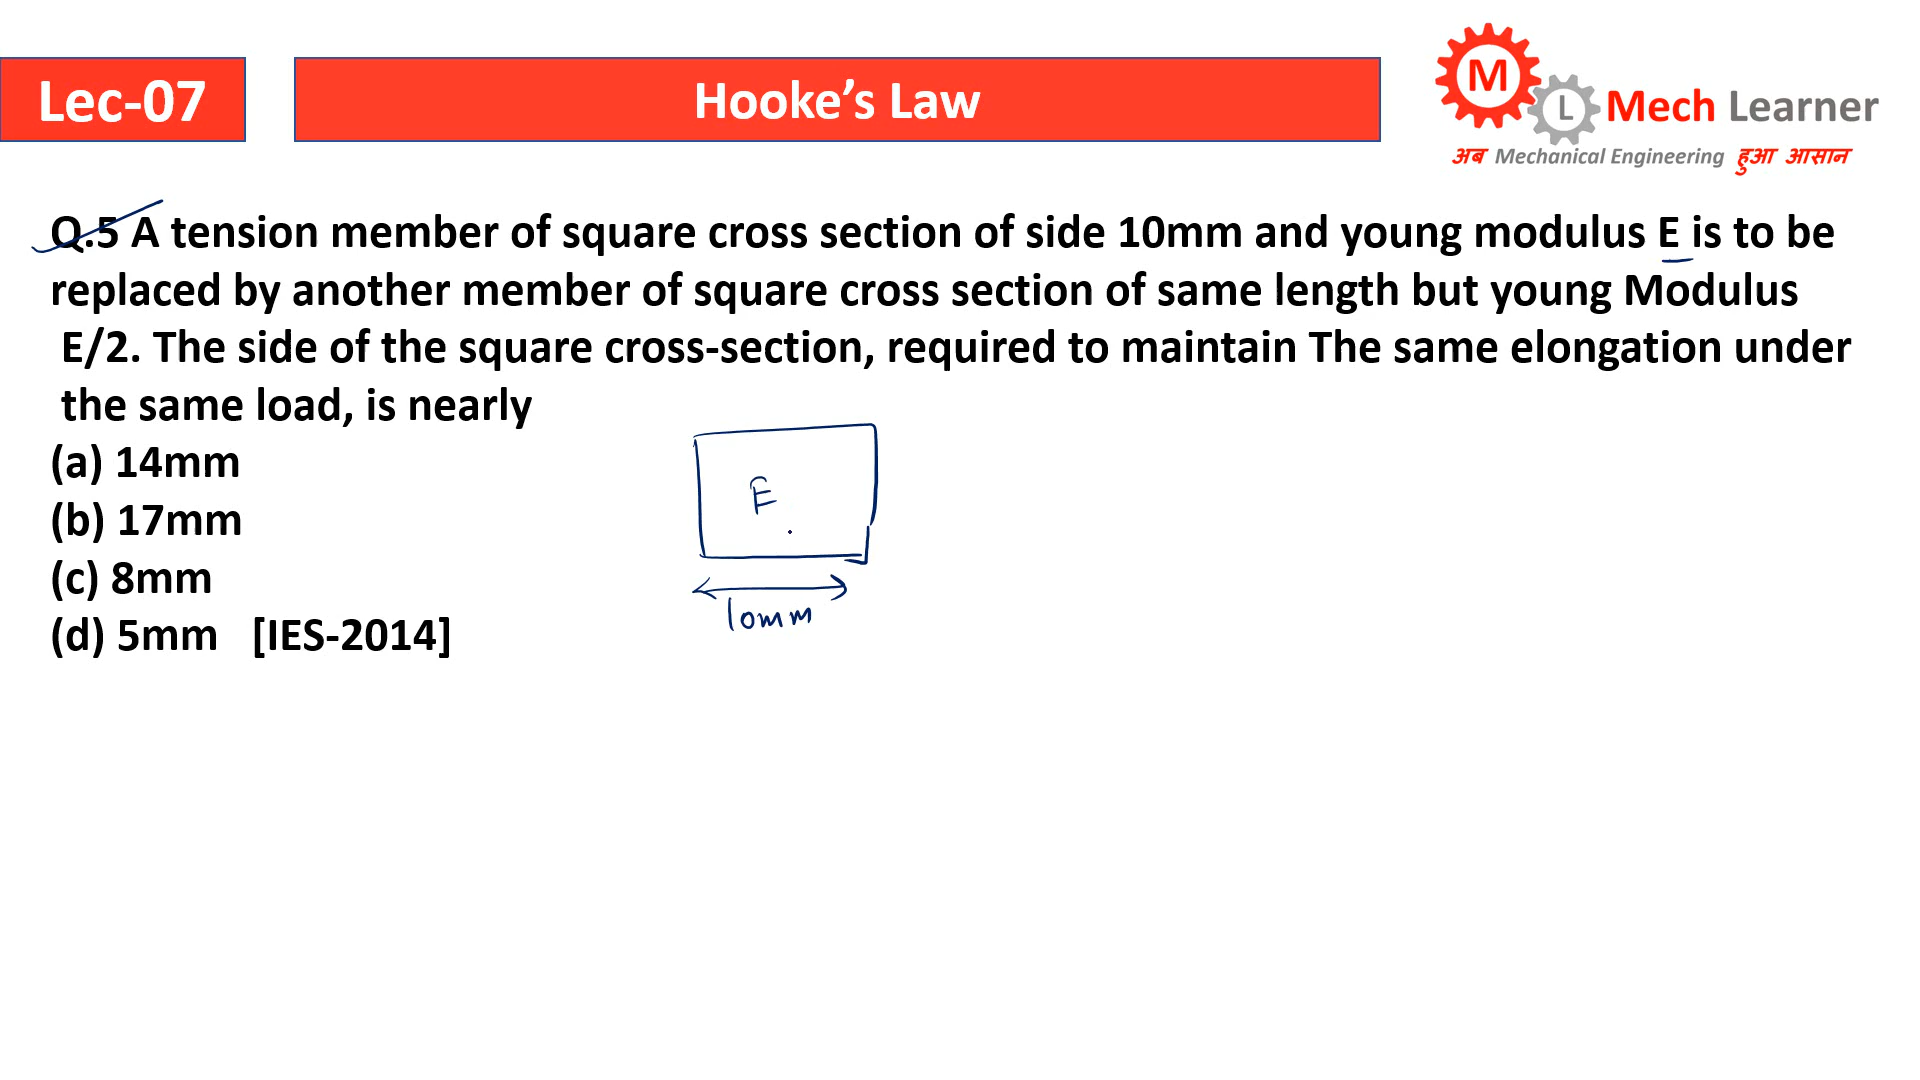 Lec-07
Hooke's Law
M
L
Mech Learner
अब Mechanical Engineering हुआ आसान
Q.5 A tension member of square cross section of side 10mm and young modulus E is to be
replaced by another member of square cross section of same length but young Modulus
E/2. The side of the square cross-section, required to maintain The same elongation under
the same load, is nearly
(a) 14mm
(b) 17mm
(c) 8mm
(d) 5mm [IES-2014]
E
10mm